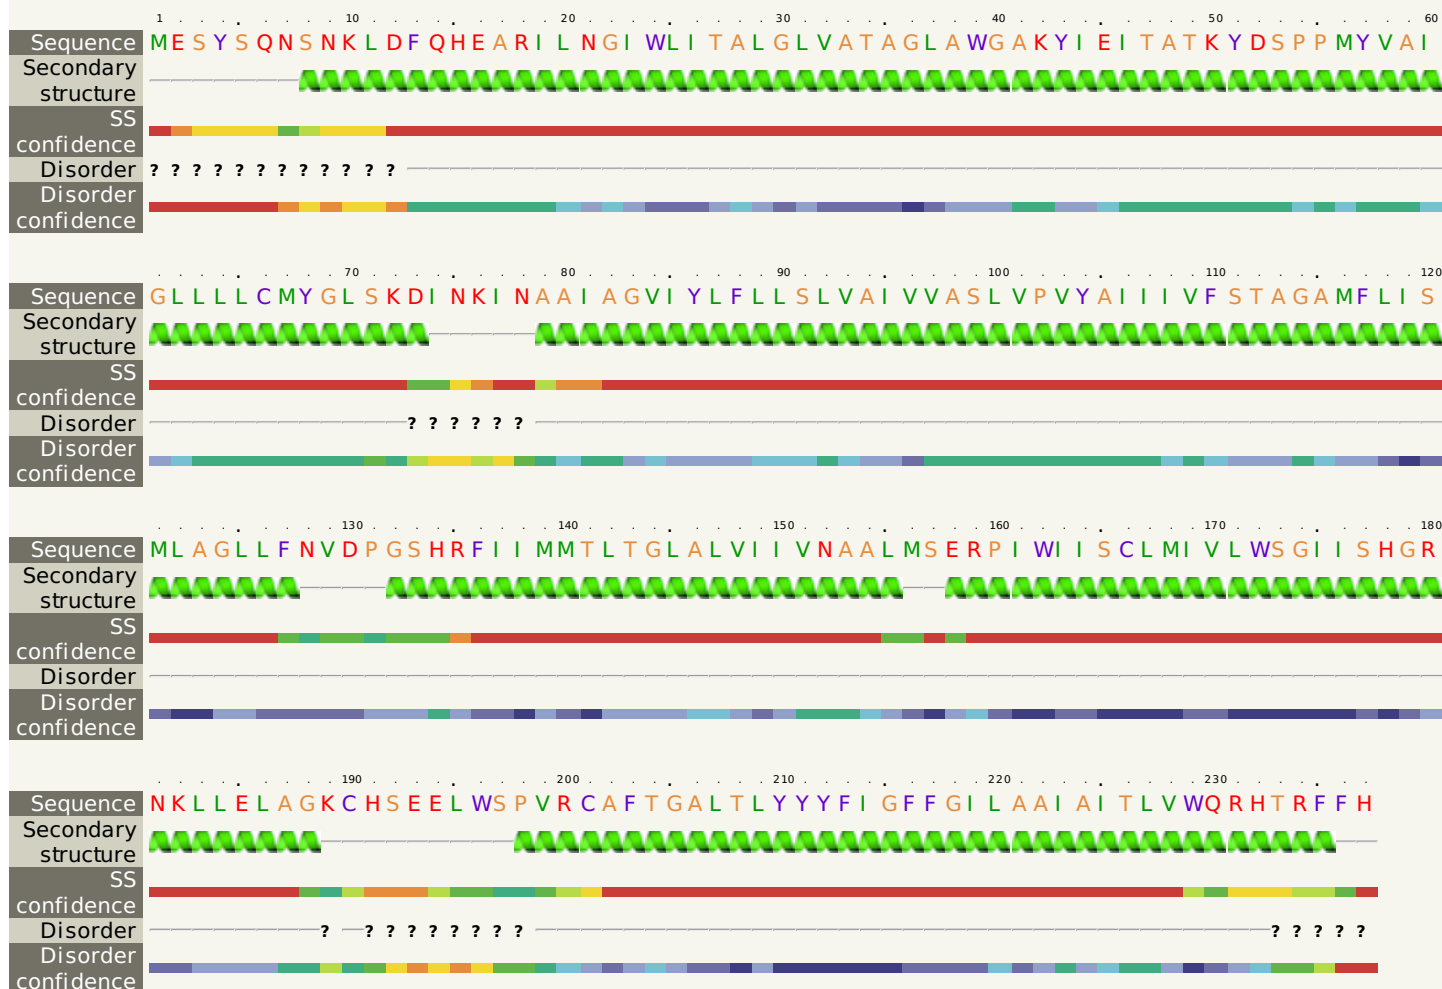 1 10 20 30 40 50 60
Sequence MESYSQNSNKLDFQHEARILNGIWLITALGLVATAGLAWGAKYIEITATKYDSPPMYVAI
Secondary
structure
SS
confidence
Disorder ? ? ? ? ? ? ? ? ? ? ? ?
Disorder
confidence
70 80 90 100 110 120
Sequence GLLLLCMYGLSKDINKINAAIAGVIYLFLLSLVAIVVASLVPVYAIIIVFSTAGAMFLIS
Secondary
structure
SS
confidence
Disorder ? ? ? ? ? ?
Disorder
confidence
130 140 150 160 170 180
Sequence MLAGLLFNVDPGSHRFIIMMTLTGLALVIIVNAALMSERPIWIISCLMIVLWSGIISHGR
Secondary
structure
SS
confidence
Disorder
Disorder
confidence
190 200 210 220 230
Sequence NKLLELAGKCHSEELWSPVRCAFTGALTLYYYFIGFFGILAAIAITLVWQRHTRFFH
Secondary
structure
SS
confidence
Disorder ? ? ? ? ? ? ? ? ? ? ? ? ? ?
Disorder
confidence